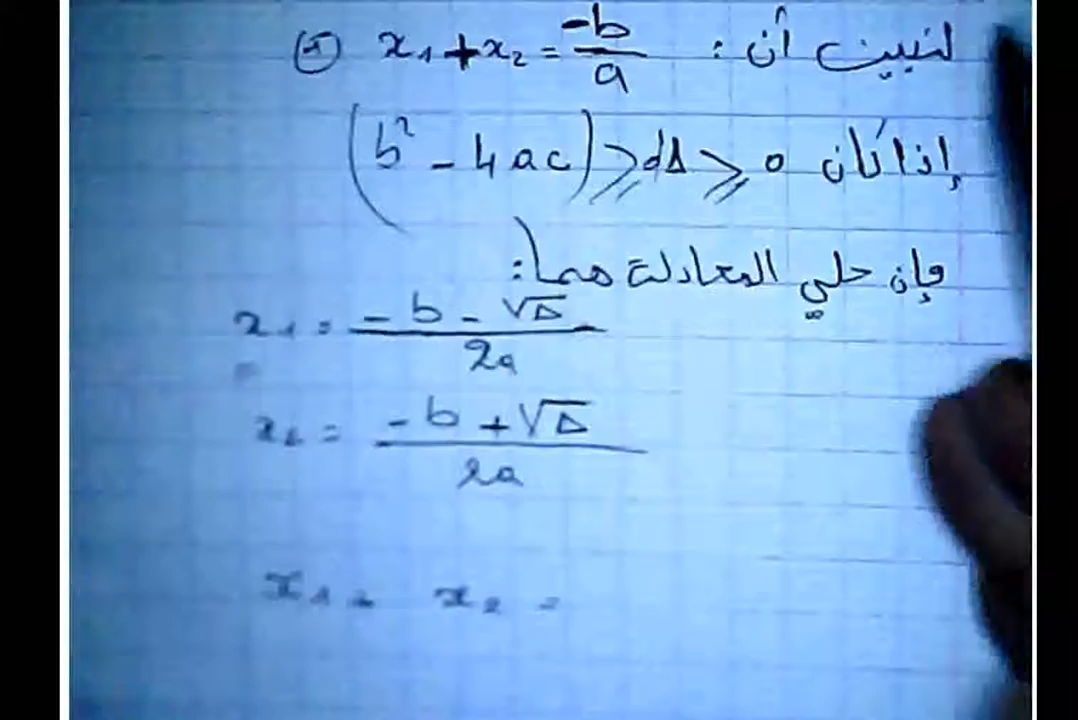 لنبين أن : x₁ + x₂ = -b/a ①
إذا كان (b² - 4ac) ⩾ Δ ⩾ 0
فإن حلي المعادلة هما:
x₁ = (-b - √Δ)/2a
x₂ = (-b + √Δ)/2a
x₁ + x₂ =